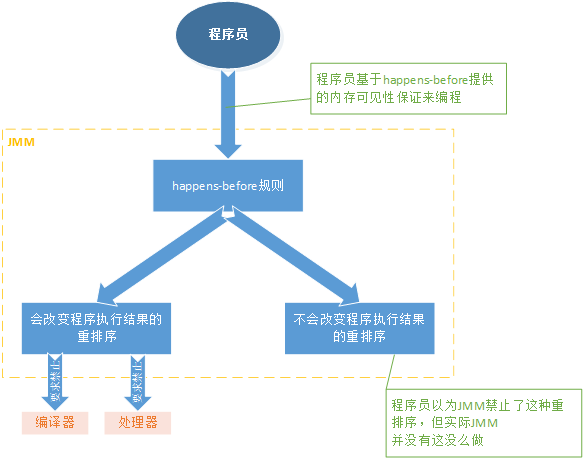 程序员
程序员基于happens-before提供
的内存可见性保证来编程
JMM
happens-before规则
会改变程序执行结果的
重排序
不会改变程序执行结果
的重排序
要求禁止
要求禁止
编译器
处理器
程序员以为JMM禁止了这种重
排序，但实际JMM
并没有这没么做